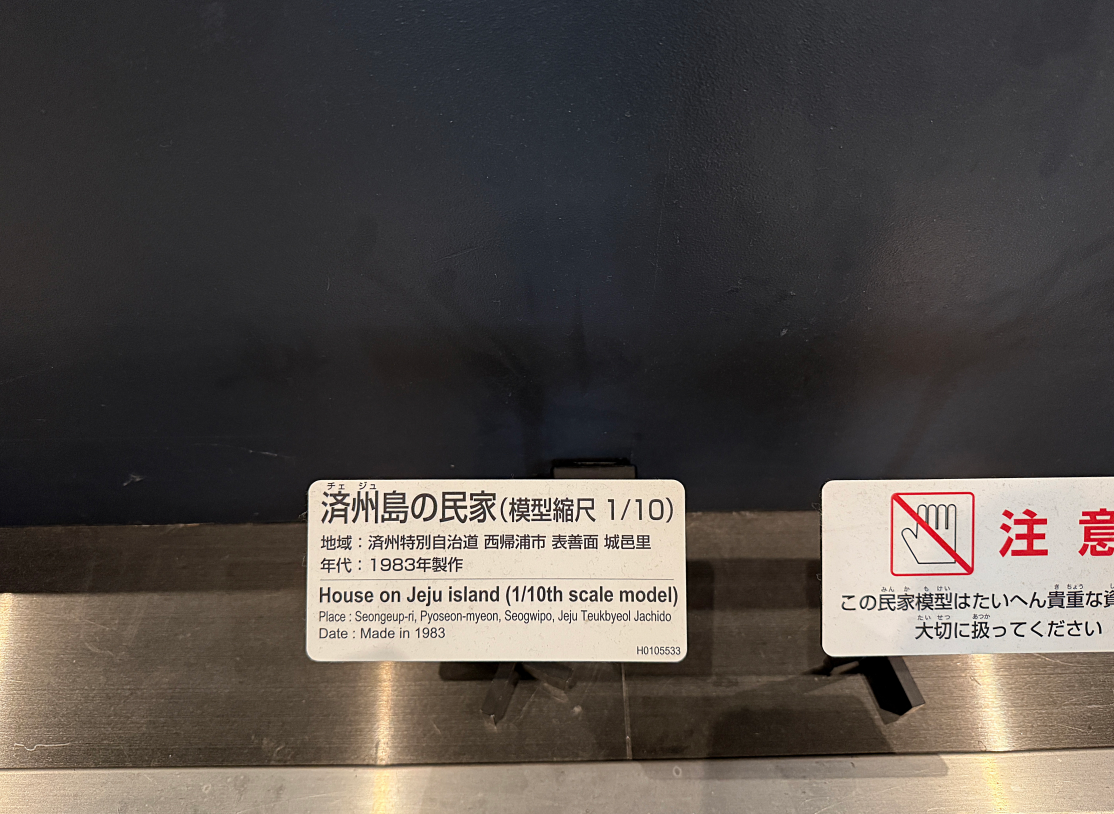 チェ ジュ
済州島の民家(模型縮尺 1/10)
地域：済州特別自治道 西帰浦市 表善面 城邑里
年代：1983年製作
House on Jeju island (1/10th scale model)
Place : Seongeup-ri, Pyoseon-myeon, Seogwipo, Jeju Teukbyeol Jachido
Date : Made in 1983
H0105533
注意
みん か も けい き ちょう し
この民家模型はたいへん貴重な資
たい せつ あつか
大切に扱ってください